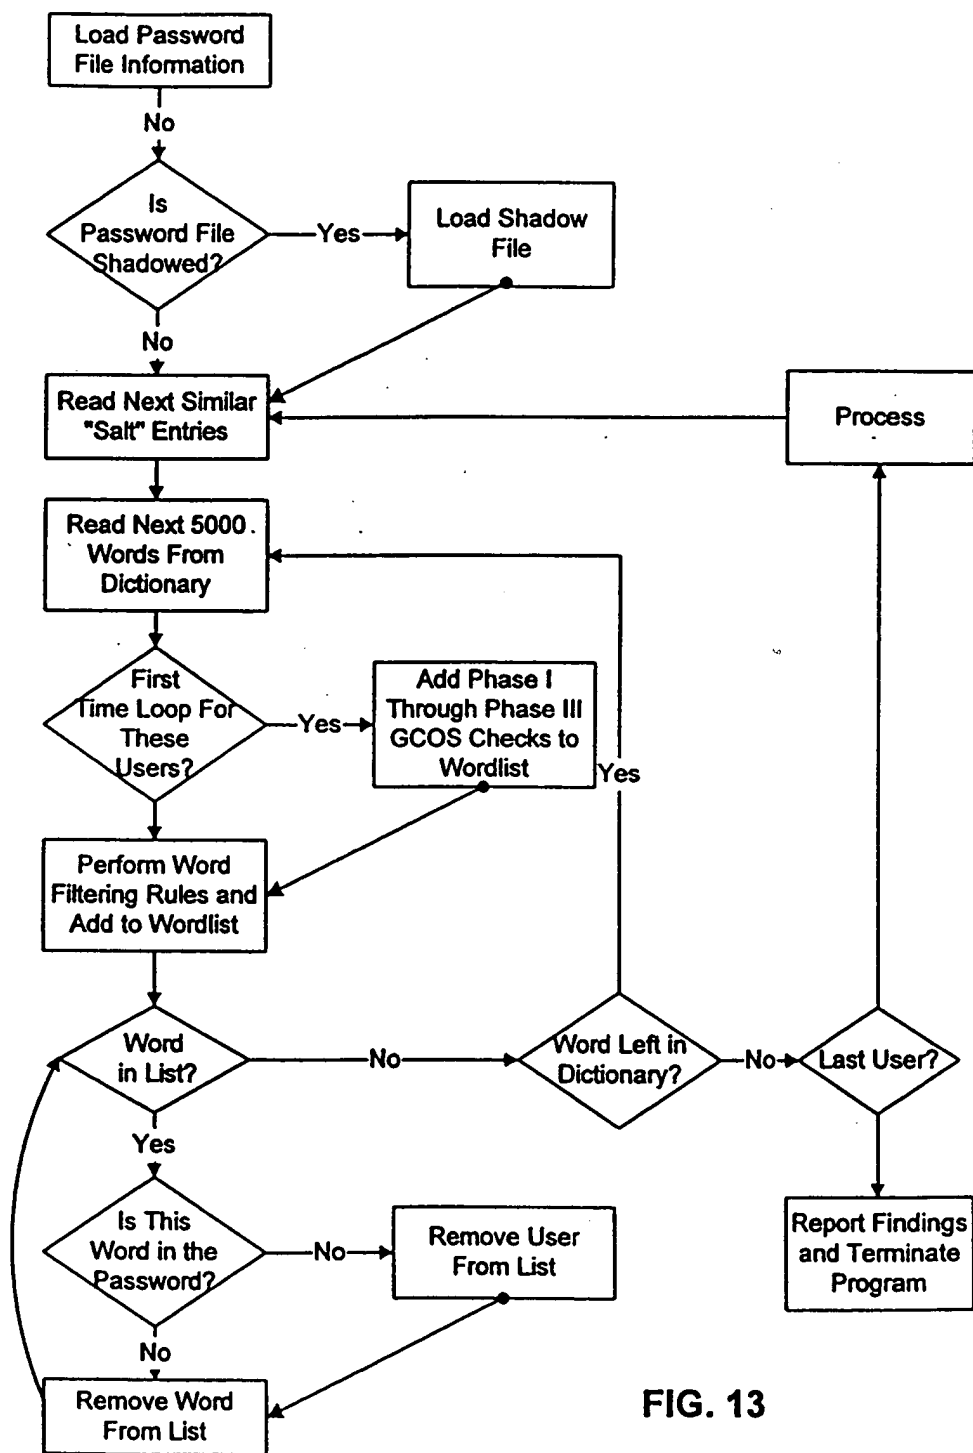 Load Password
File Information
No
Is
Password File
Shadowed?
Yes
Load Shadow
File
No
Read Next Similar
"Salt" Entries
Process
Read Next 5000
Words From
Dictionary
First
Time Loop For
These
Users?
Yes
Add Phase I
Through Phase III
GCOS Checks to
Wordlist
Yes
Perform Word
Filtering Rules and
Add to Wordlist
Word
in List?
No
Word Left in
Dictionary?
No
Last User?
Yes
Is This
Word in the
Password?
No
Remove User
From List
Report Findings
and Terminate
Program
No
Remove Word
From List
FIG. 13